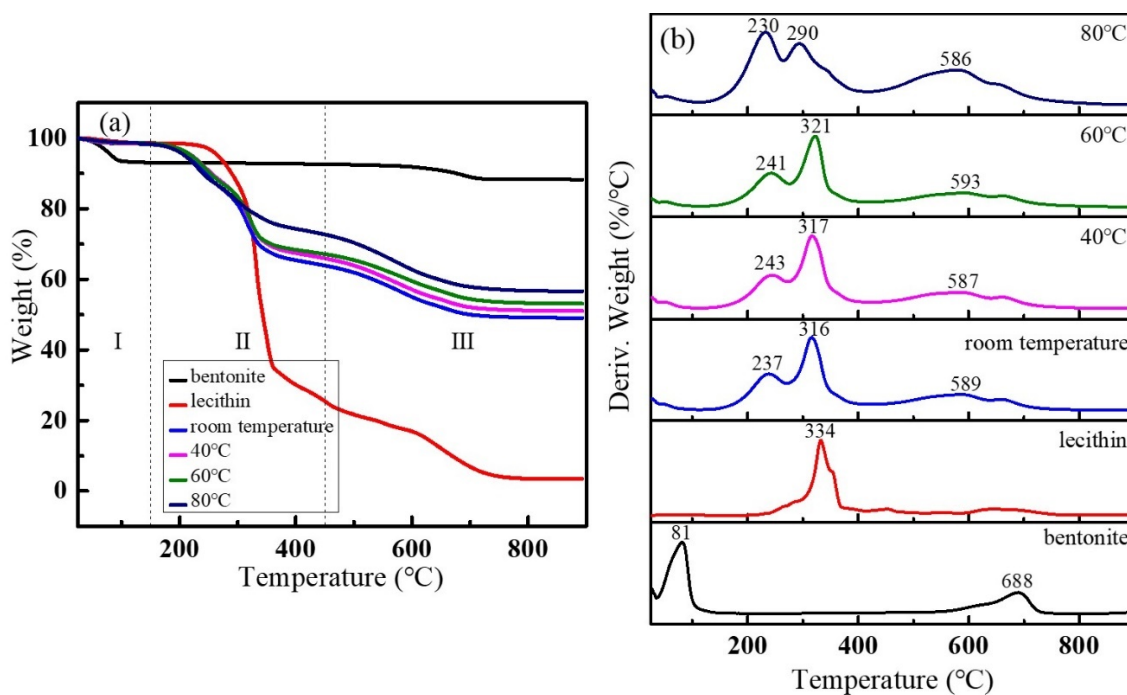 (a)
Weight (%)
100
80
60
40
20
0
I
II
III
bentonite
lecithin
room temperature
40℃
60℃
80℃
200
400
600
800
Temperature (℃)
(b)
Deriv. Weight (%/℃)
230
290
586
80℃
241
321
593
60℃
243
317
587
40℃
237
316
589
room temperature
334
lecithin
81
688
bentonite
200
400
600
800
Temperature (℃)